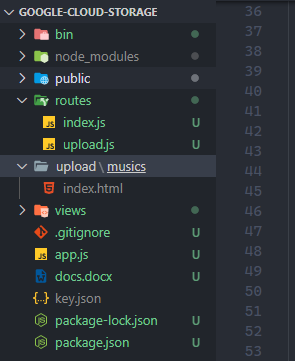 GOOGLE-CLOUD-STORAGE
bin
node_modules
public
routes
index.js U
upload.js U
upload \ musics
index.html
views
.gitignore U
app.js U
docs.docx U
key.json
package-lock.json U
package.json U
36
37
38
39
40
41
42
43
44
45
46
47
48
49
50
51
52
53